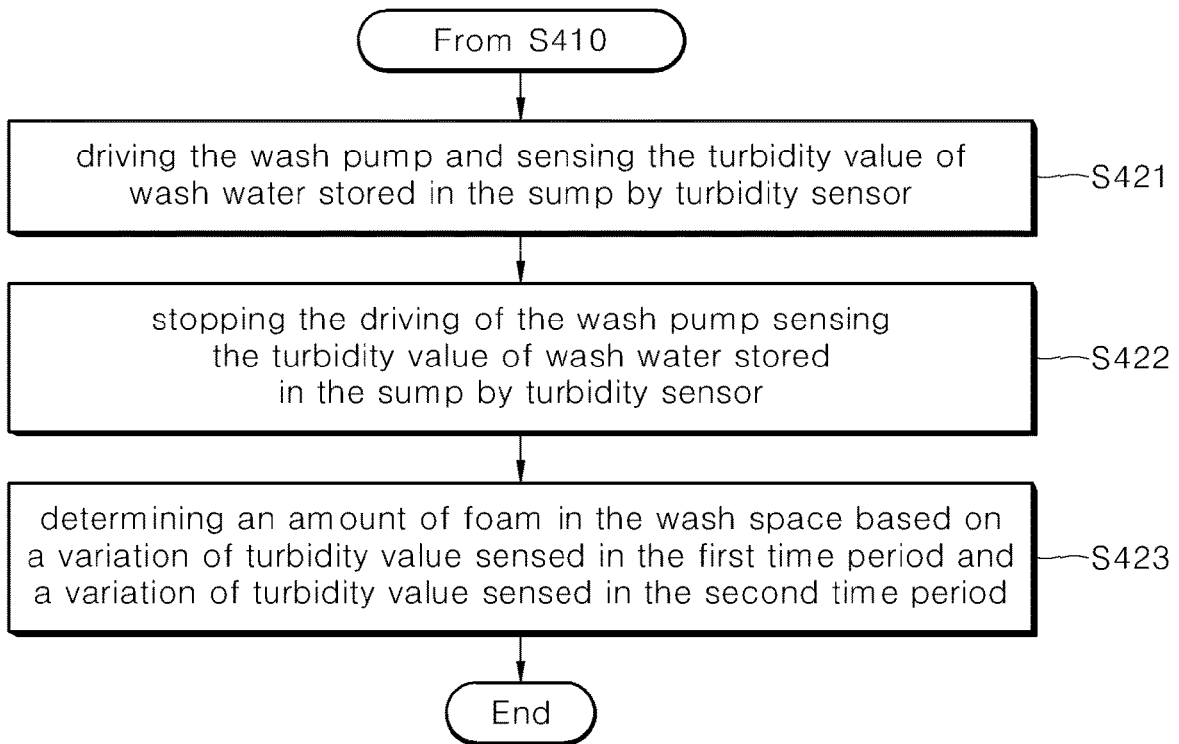 From S410
driving the wash pump and sensing the turbidity value of
wash water stored in the sump by turbidity sensor
S421
stopping the driving of the wash pump sensing
the turbidity value of wash water stored
in the sump by turbidity sensor
S422
determining an amount of foam in the wash space based on
a variation of turbidity value sensed in the first time period and
a variation of turbidity value sensed in the second time period
S423
End